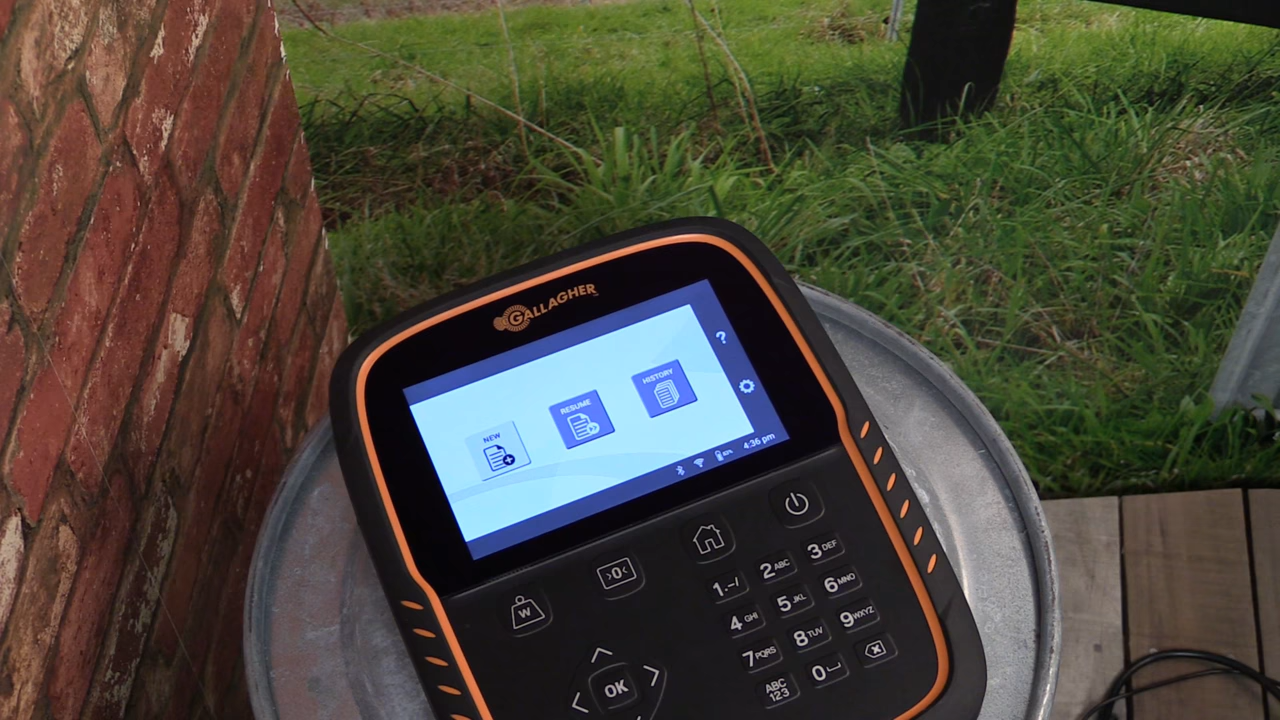 GALLAGHER
NEW
RESUME
HISTORY
?
4:36 pm
W
>0<
1.-/
2ABC
3DEF
4GHI
5JKL
6MNO
7PQRS
8TUV
9WXYZ
ABC
123
0
OK